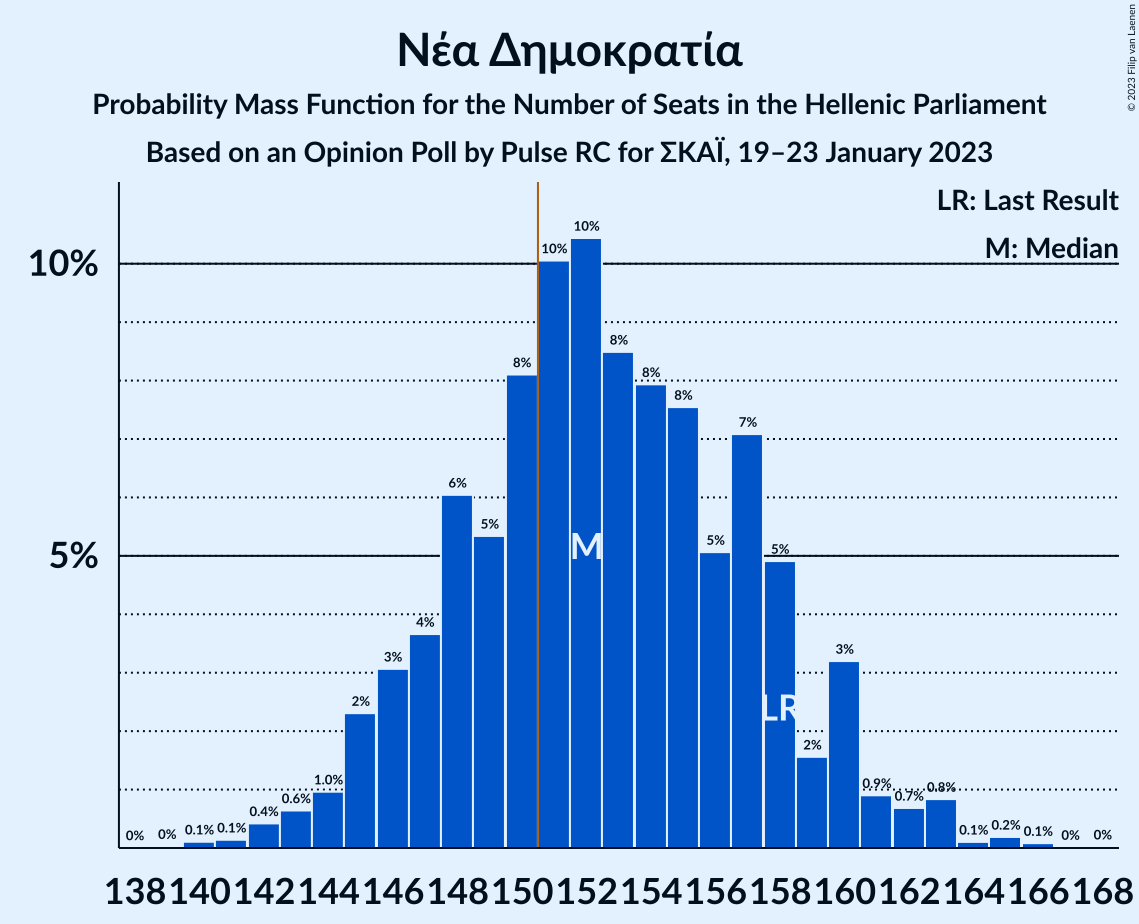 Νέα Δημοκρατία
Probability Mass Function for the Number of Seats in the Hellenic Parliament
Based on an Opinion Poll by Pulse RC for ΣΚΑΪ, 19–23 January 2023
© 2023 Filip van Laenen
LR: Last Result
M: Median
10%
5%
0% 0% 0.1% 0.1% 0.4% 0.6% 1.0% 2% 3% 4% 6% 5% 8% 10% 10% 8% 8% 8% 5% 7% 5% 2% 3% 0.9% 0.7% 0.8% 0.1% 0.2% 0.1% 0% 0%
M
LR
138 140 142 144 146 148 150 152 154 156 158 160 162 164 166 168